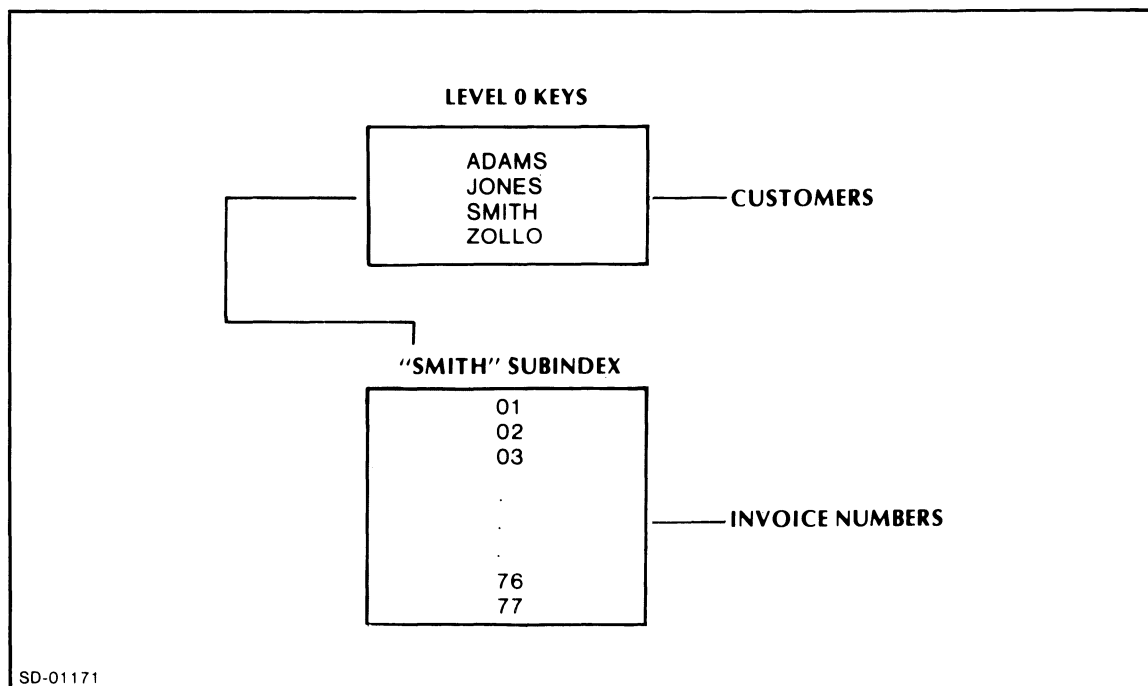 LEVEL 0 KEYS
ADAMS
JONES
SMITH
ZOLLO
CUSTOMERS
"SMITH" SUBINDEX
01
02
03
.
.
.
76
77
INVOICE NUMBERS
SD-01171